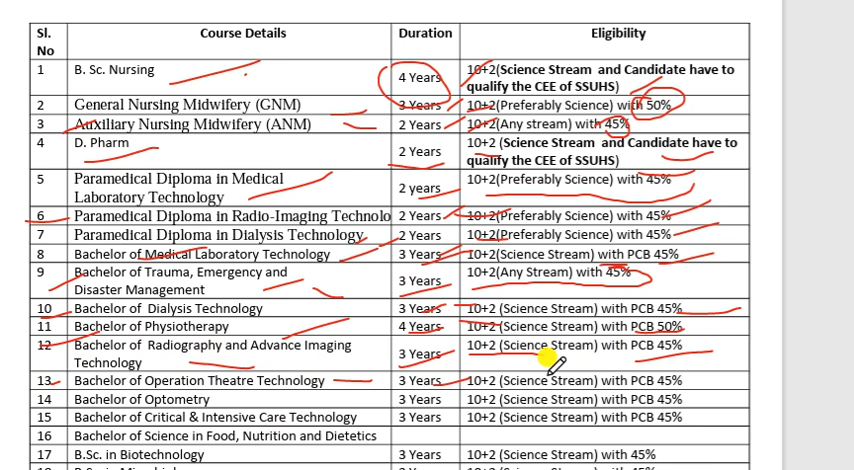 Sl. No Course Details Duration Eligibility
1 B. Sc. Nursing 4 Years 10+2(Science Stream and Candidate have to qualify the CEE of SSUHS)
2 General Nursing Midwifery (GNM) 3 Years 10+2(Preferably Science) with 50%
3 Auxiliary Nursing Midwifery (ANM) 2 Years 10+2(Any stream) with 45%
4 D. Pharm 2 Years 10+2 (Science Stream and Candidate have to qualify the CEE of SSUHS)
5 Paramedical Diploma in Medical Laboratory Technology 2 years 10+2(Preferably Science) with 45%
6 Paramedical Diploma in Radio-Imaging Technolo 2 Years 10+2(Preferably Science) with 45%
7 Paramedical Diploma in Dialysis Technology 2 Years 10+2(Preferably Science) with 45%
8 Bachelor of Medical Laboratory Technology 3 Years 10+2(Science Stream) with PCB 45%
9 Bachelor of Trauma, Emergency and Disaster Management 3 Years 10+2(Any Stream) with 45%
10 Bachelor of Dialysis Technology 3 Years 10+2 (Science Stream) with PCB 45%
11 Bachelor of Physiotherapy 4 Years 10+2 (Science Stream) with PCB 50%
12 Bachelor of Radiography and Advance Imaging Technology 3 Years 10+2 (Science Stream) with PCB 45%
13 Bachelor of Operation Theatre Technology 3 Years 10+2 (Science Stream) with PCB 45%
14 Bachelor of Optometry 3 Years 10+2 (Science Stream) with PCB 45%
15 Bachelor of Critical & Intensive Care Technology 3 Years 10+2 (Science Stream) with PCB 45%
16 Bachelor of Science in Food, Nutrition and Dietetics
17 B.Sc. in Biotechnology 3 Years 10+2 (Science Stream) with 45%